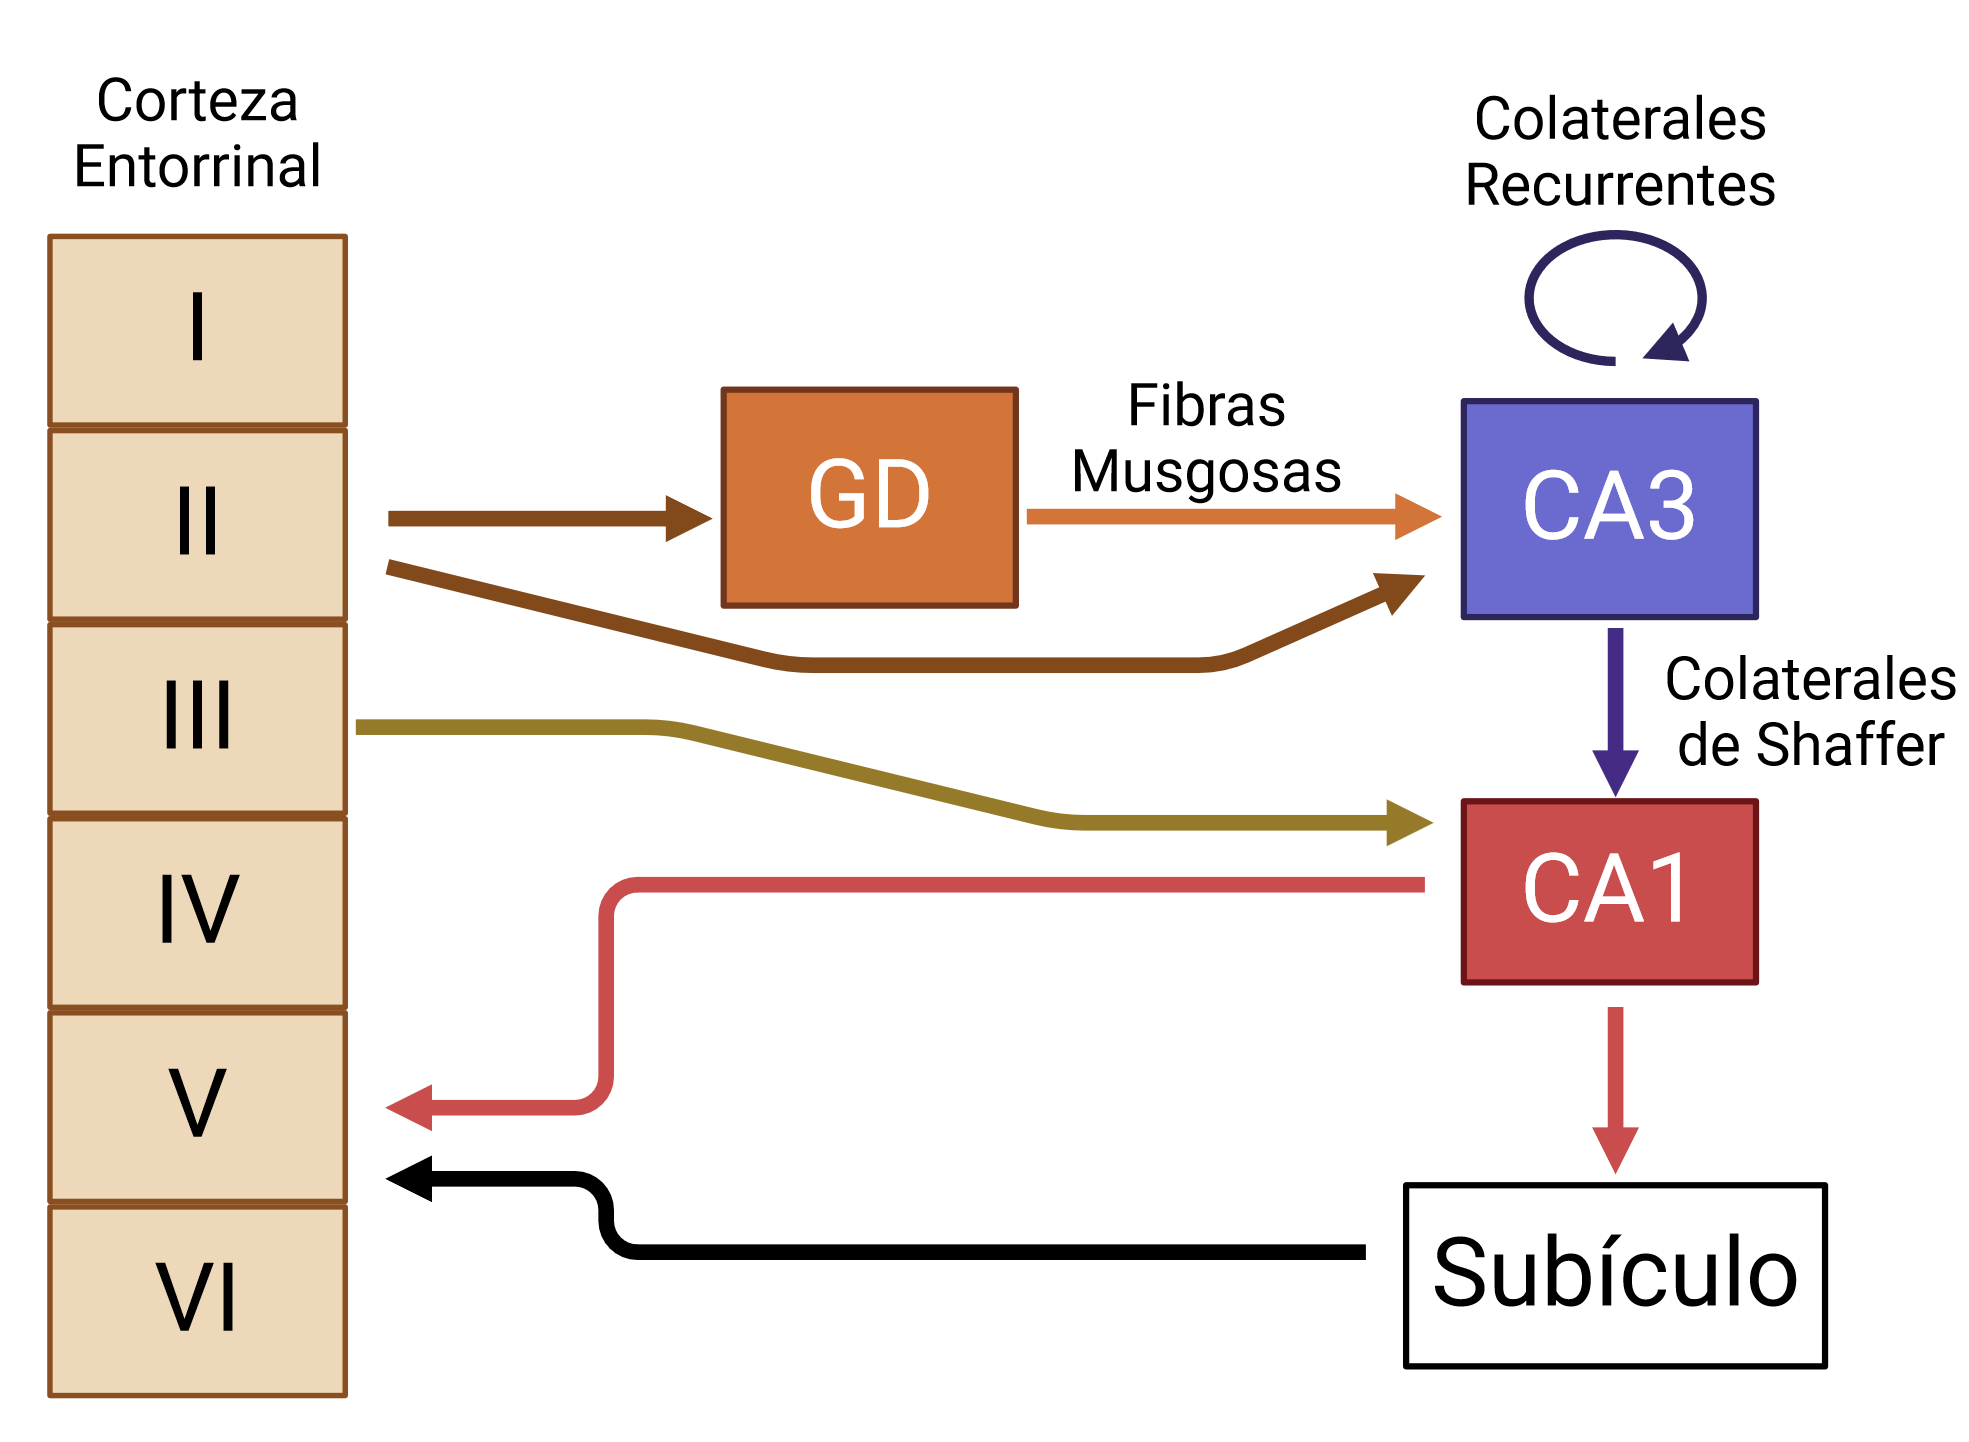 Corteza
Entorrinal
I
II
III
IV
V
VI
GD
Fibras
Musgosas
Colaterales
Recurrentes
CA3
Colaterales
de Shaffer
CA1
Subículo